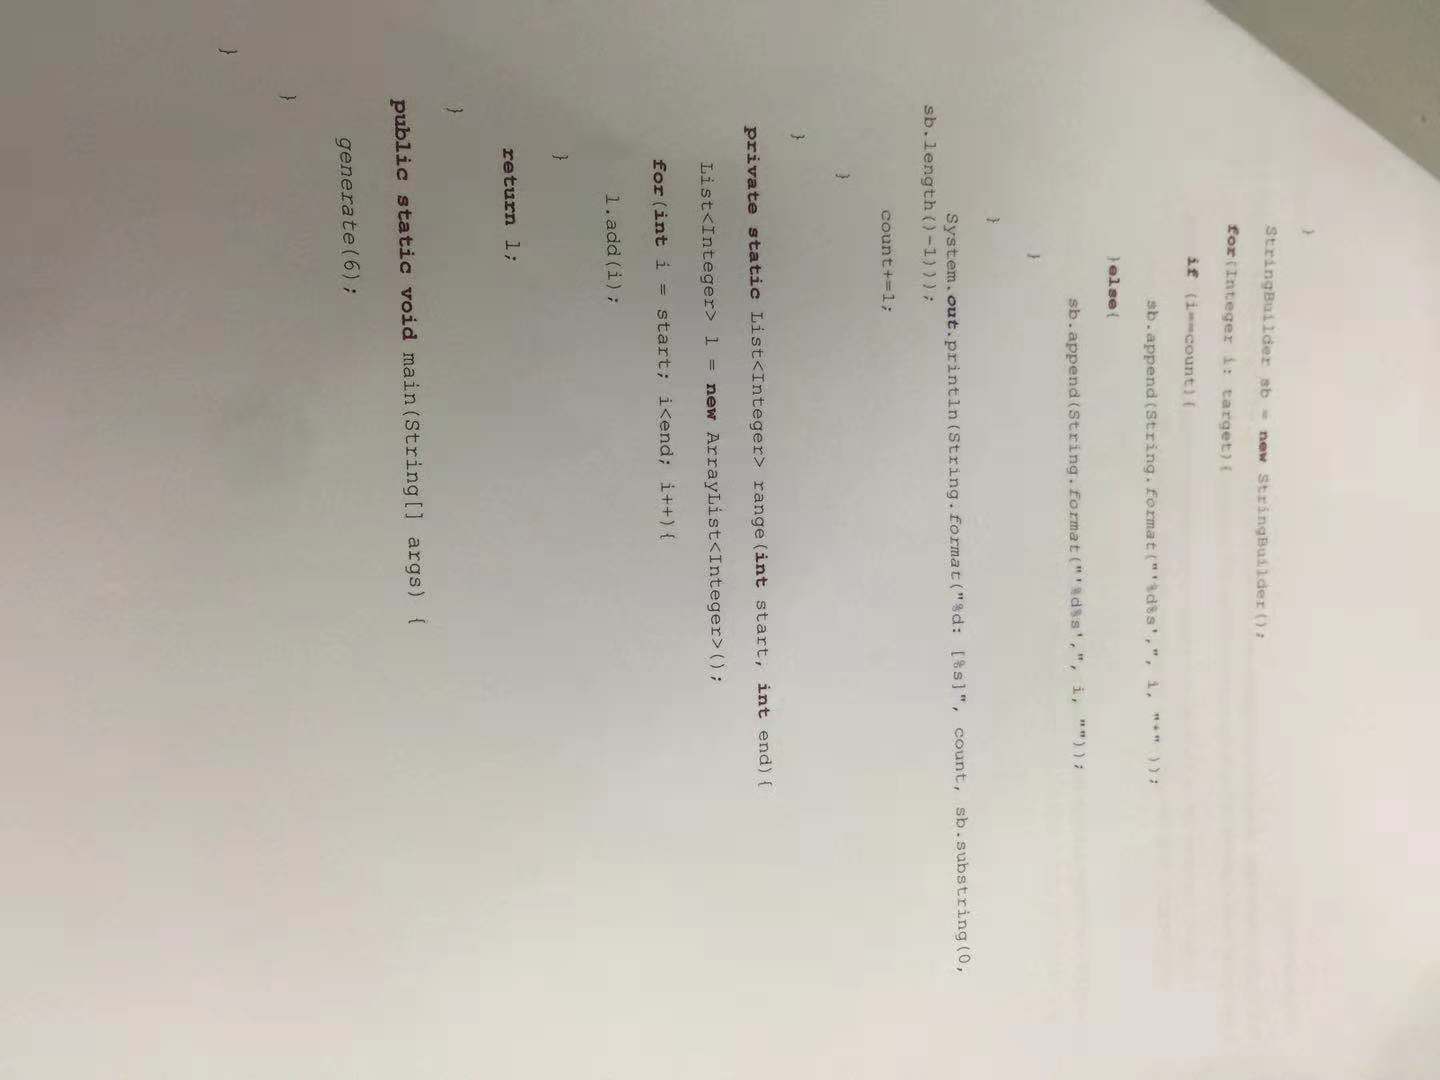 }
StringBuilder sb = new StringBuilder();
for(Integer i: target){
if (i==count){
sb.append(String.format("'%d%s',", i, "+" ));
}else{
sb.append(String.format("'%d%s',", i, ""));
}
}
System.out.println(String.format("%d: [%s]", count, sb.substring(0,
sb.length()-1)));
count+=1;
}
}
private static List<Integer> range(int start, int end){
List<Integer> l = new ArrayList<Integer>();
for(int i = start; i<end; i++){
l.add(i);
}
return l;
}
public static void main(String[] args) {
generate(6);
}
}